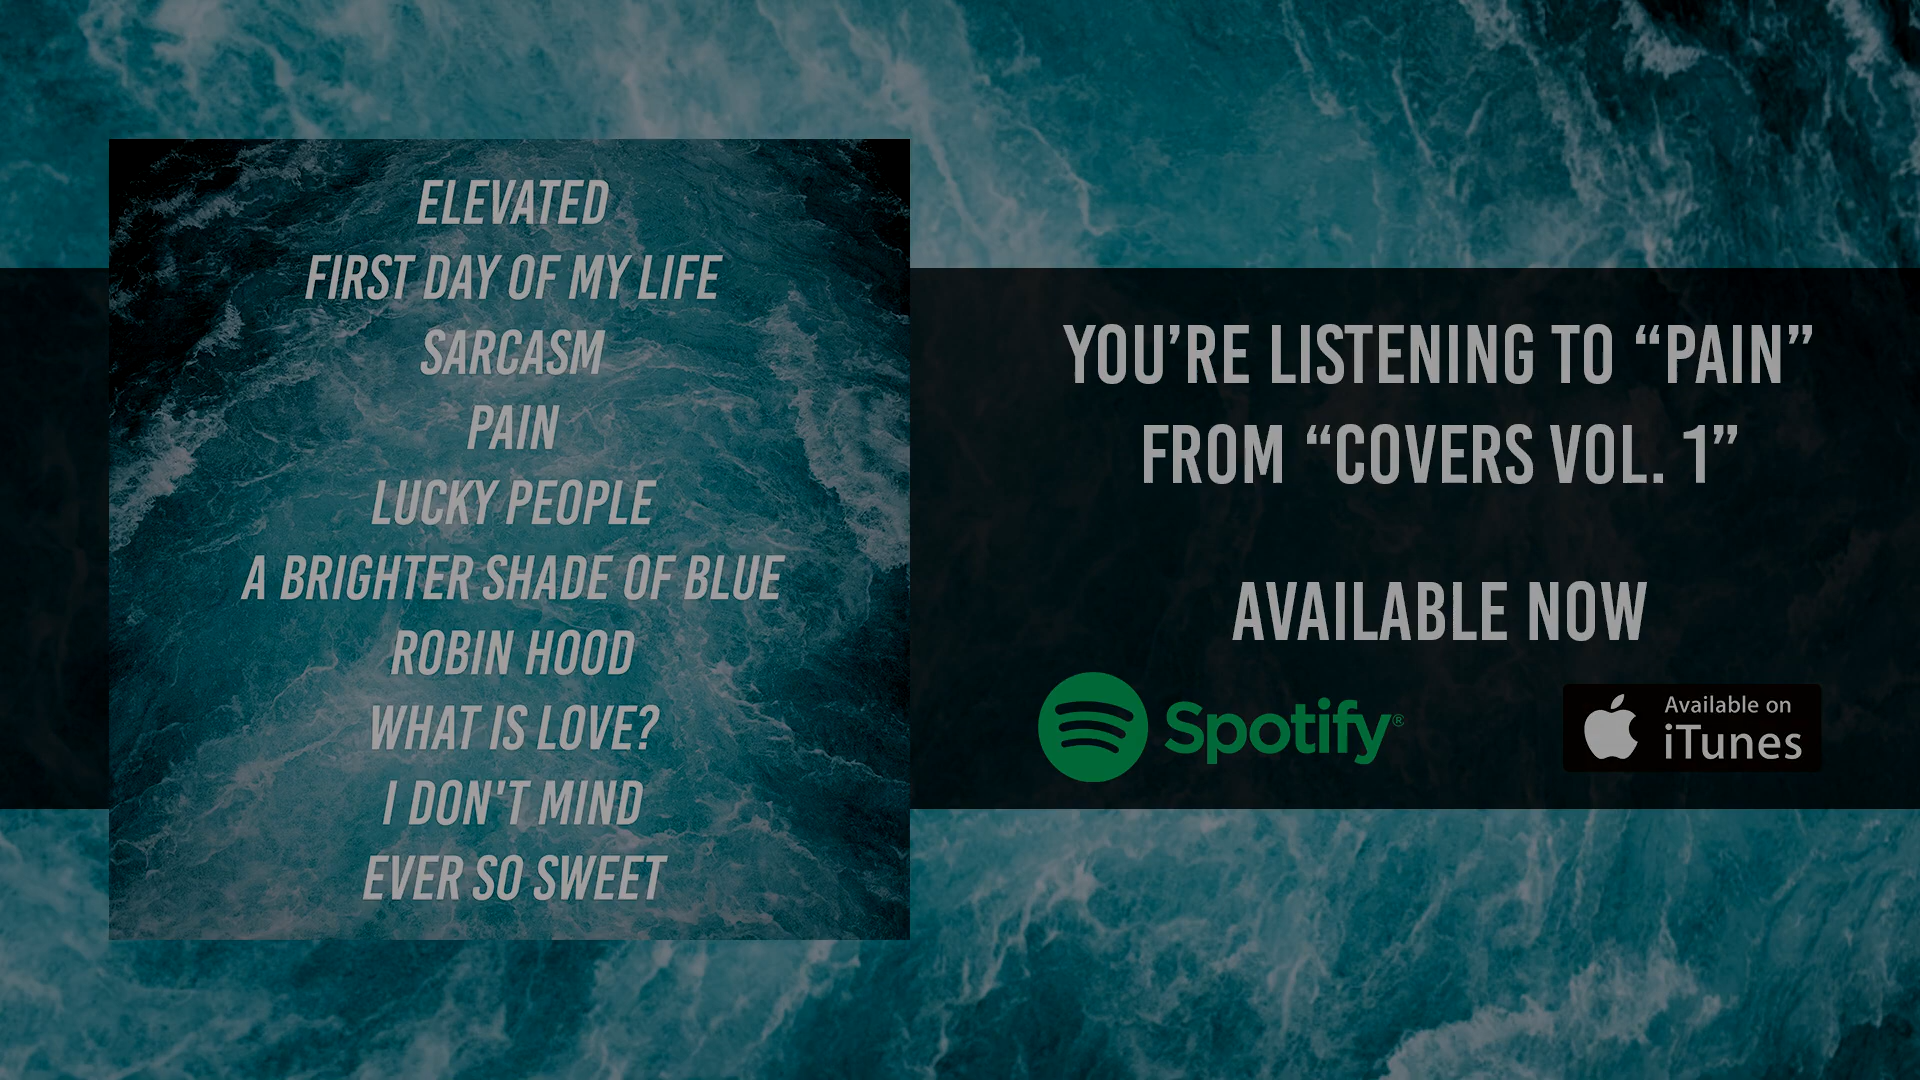 ELEVATED
FIRST DAY OF MY LIFE
SARCASM
PAIN
LUCKY PEOPLE
A BRIGHTER SHADE OF BLUE
ROBIN HOOD
WHAT IS LOVE?
I DON'T MIND
EVER SO SWEET
YOU’RE LISTENING TO “PAIN”
FROM “COVERS VOL. 1”
AVAILABLE NOW
Spotify®
Available on
iTunes